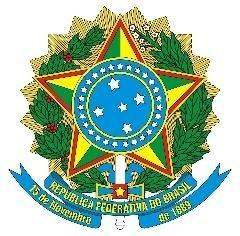 REPÚBLICA FEDERATIVA DO BRASIL
15 de Novembro
de 1889